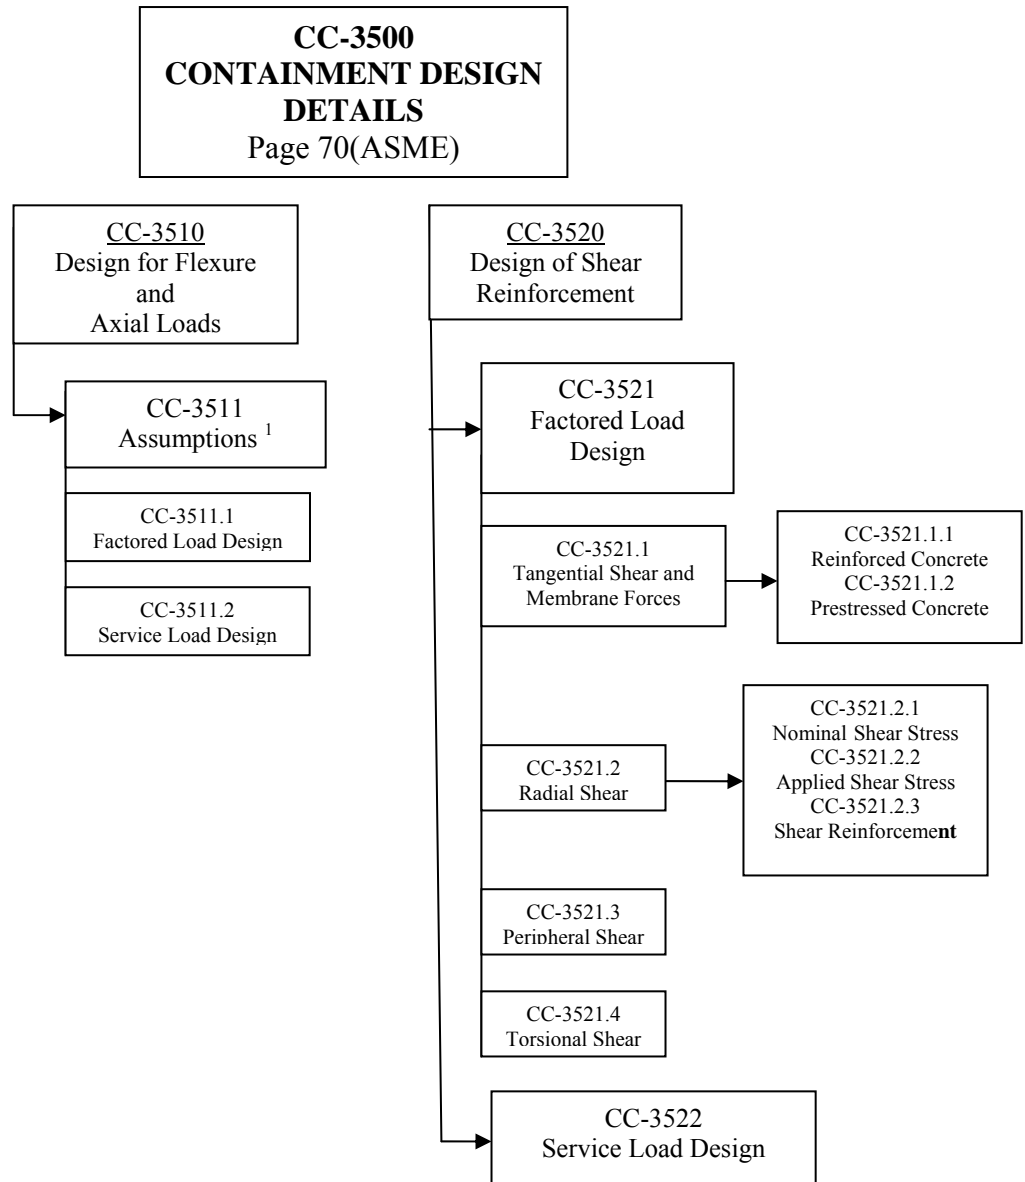 CC-3500
CONTAINMENT DESIGN
DETAILS
Page 70(ASME)
CC-3510
Design for Flexure
and
Axial Loads
CC-3511
Assumptions 1
CC-3511.1
Factored Load Design
CC-3511.2
Service Load Design
CC-3520
Design of Shear
Reinforcement
CC-3521
Factored Load
Design
CC-3521.1
Tangential Shear and
Membrane Forces
CC-3521.1.1
Reinforced Concrete
CC-3521.1.2
Prestressed Concrete
CC-3521.2
Radial Shear
CC-3521.2.1
Nominal Shear Stress
CC-3521.2.2
Applied Shear Stress
CC-3521.2.3
Shear Reinforcement
CC-3521.3
Peripheral Shear
CC-3521.4
Torsional Shear
CC-3522
Service Load Design